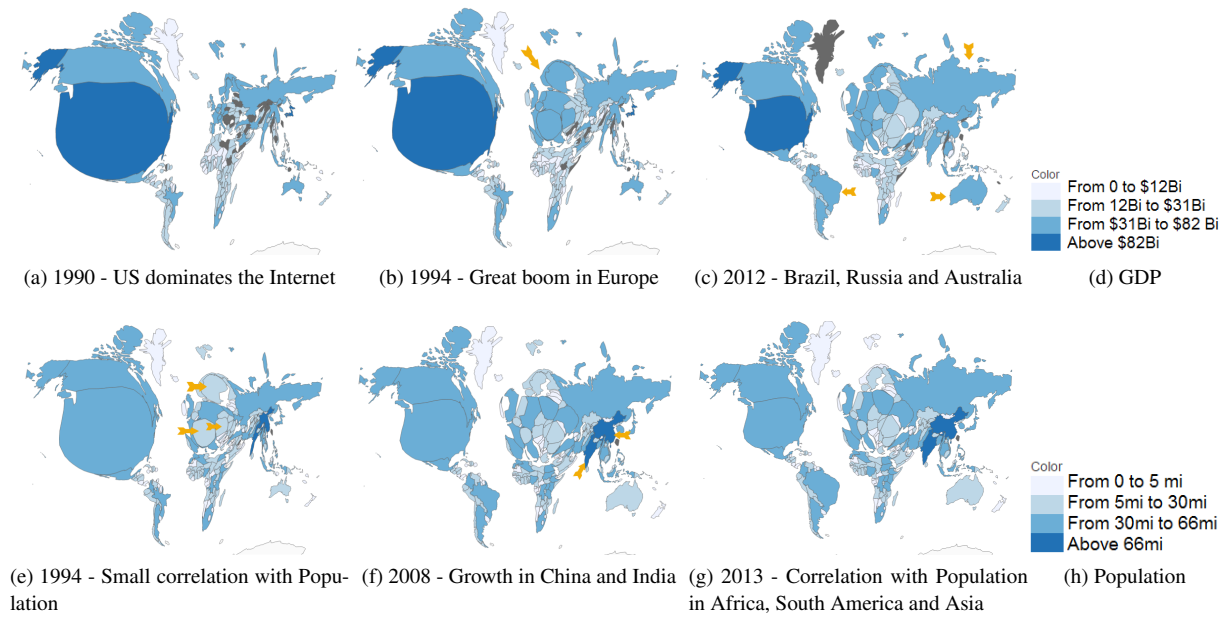 Color
From 0 to $12Bi
From 12Bi to $31Bi
From $31Bi to $82 Bi
Above $82Bi
(a) 1990 - US dominates the Internet
(b) 1994 - Great boom in Europe
(c) 2012 - Brazil, Russia and Australia
(d) GDP
Color
From 0 to 5 mi
From 5mi to 30mi
From 30mi to 66mi
Above 66mi
(e) 1994 - Small correlation with Popu-
lation
(f) 2008 - Growth in China and India
(g) 2013 - Correlation with Population
in Africa, South America and Asia
(h) Population